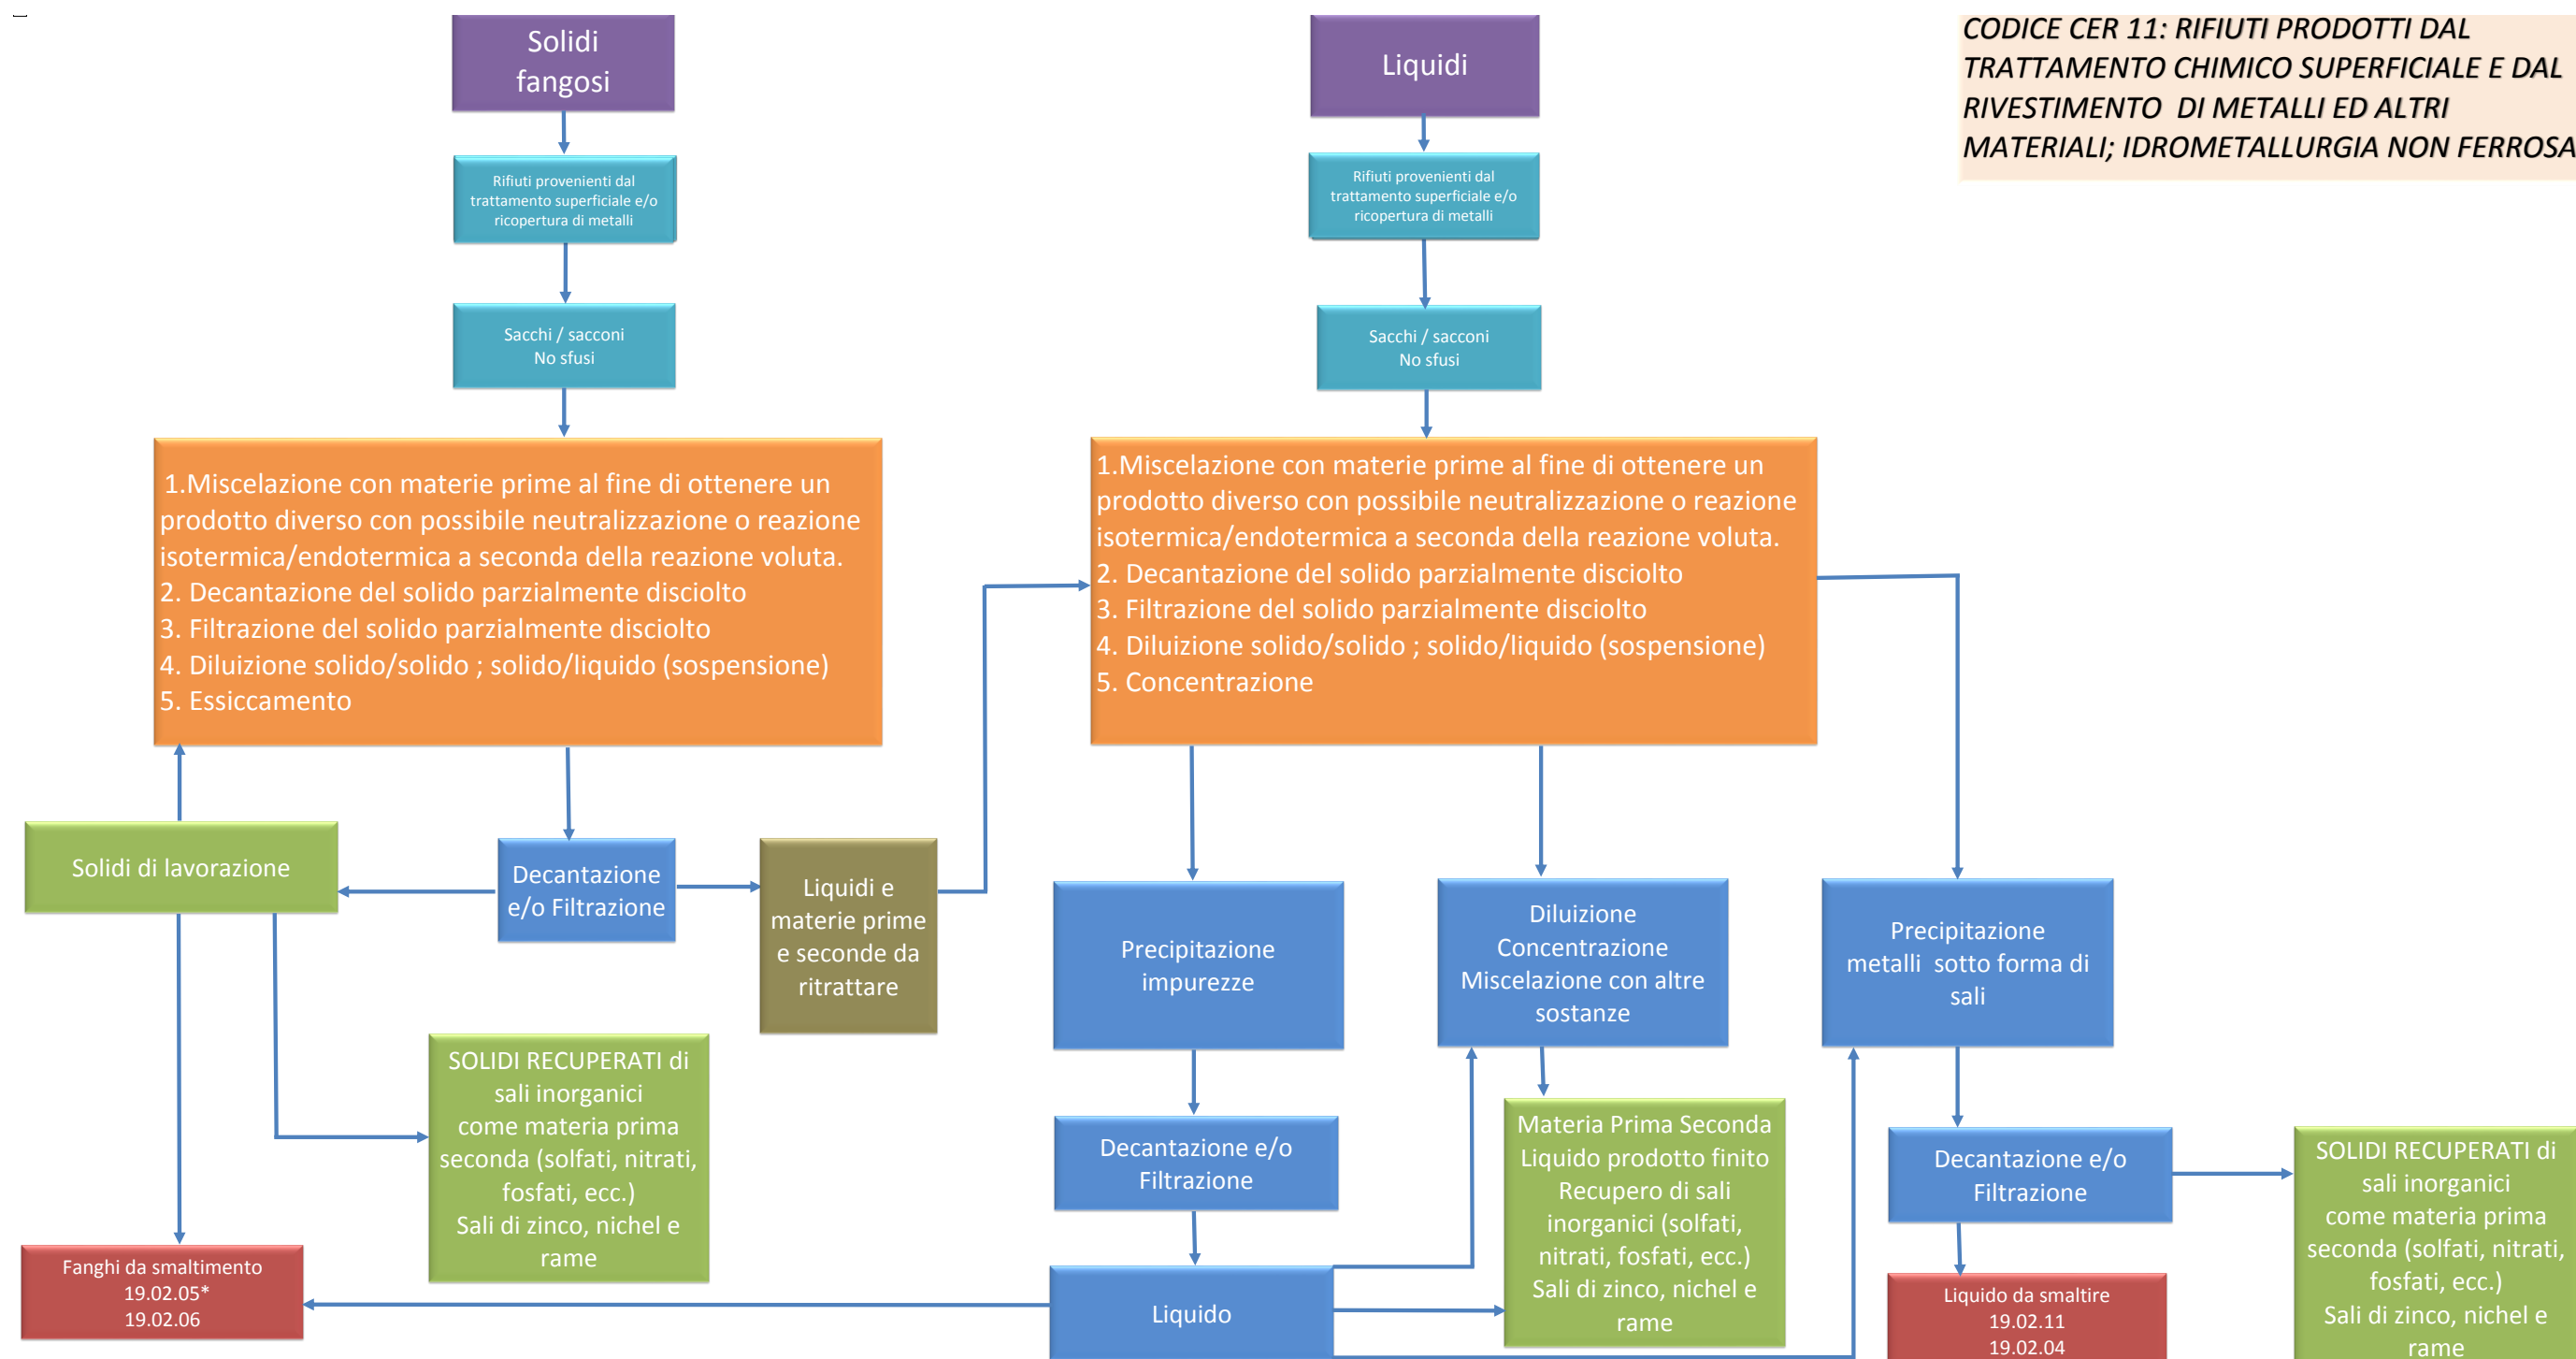 Solidi
fangosi
Liquidi
CODICE CER 11: RIFIUTI PRODOTTI DAL
TRATTAMENTO CHIMICO SUPERFICIALE E DAL
RIVESTIMENTO DI METALLI ED ALTRI
MATERIALI; IDROMETALLURGIA NON FERROSA
Rifiuti provenienti dal
trattamento superficiale e/o
ricopertura di metalli
Rifiuti provenienti dal
trattamento superficiale e/o
ricopertura di metalli
Sacchi / sacconi
No sfusi
Sacchi / sacconi
No sfusi
1.Miscelazione con materie prime al fine di ottenere un
prodotto diverso con possibile neutralizzazione o reazione
isotermica/endotermica a seconda della reazione voluta.
2. Decantazione del solido parzialmente disciolto
3. Filtrazione del solido parzialmente disciolto
4. Diluizione solido/solido ; solido/liquido (sospensione)
5. Essiccamento
1.Miscelazione con materie prime al fine di ottenere un
prodotto diverso con possibile neutralizzazione o reazione
isotermica/endotermica a seconda della reazione voluta.
2. Decantazione del solido parzialmente disciolto
3. Filtrazione del solido parzialmente disciolto
4. Diluizione solido/solido ; solido/liquido (sospensione)
5. Concentrazione
Solidi di lavorazione
Decantazione
e/o Filtrazione
Liquidi e
materie prime
e seconde da
ritrattare
Precipitazione
impurezze
Diluizione
Concentrazione
Miscelazione con altre
sostanze
Precipitazione
metalli sotto forma di
sali
SOLIDI RECUPERATI di
sali inorganici
come materia prima
seconda (solfati, nitrati,
fosfati, ecc.)
Sali di zinco, nichel e
rame
Decantazione e/o
Filtrazione
Materia Prima Seconda
Liquido prodotto finito
Recupero di sali
inorganici (solfati,
nitrati, fosfati, ecc.)
Sali di zinco, nichel e
rame
Decantazione e/o
Filtrazione
SOLIDI RECUPERATI di
sali inorganici
come materia prima
seconda (solfati, nitrati,
fosfati, ecc.)
Sali di zinco, nichel e
rame
Fanghi da smaltimento
19.02.05*
19.02.06
Liquido
Liquido da smaltire
19.02.11
19.02.04